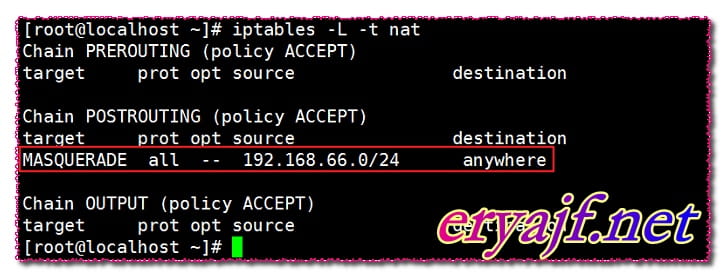 [root@localhost ~]# iptables -L -t nat
Chain PREROUTING (policy ACCEPT)
target     prot opt source               destination
Chain POSTROUTING (policy ACCEPT)
target     prot opt source               destination
MASQUERADE  all  --  192.168.66.0/24      anywhere
Chain OUTPUT (policy ACCEPT)
target     prot opt source
[root@localhost ~]#
eryajf.net